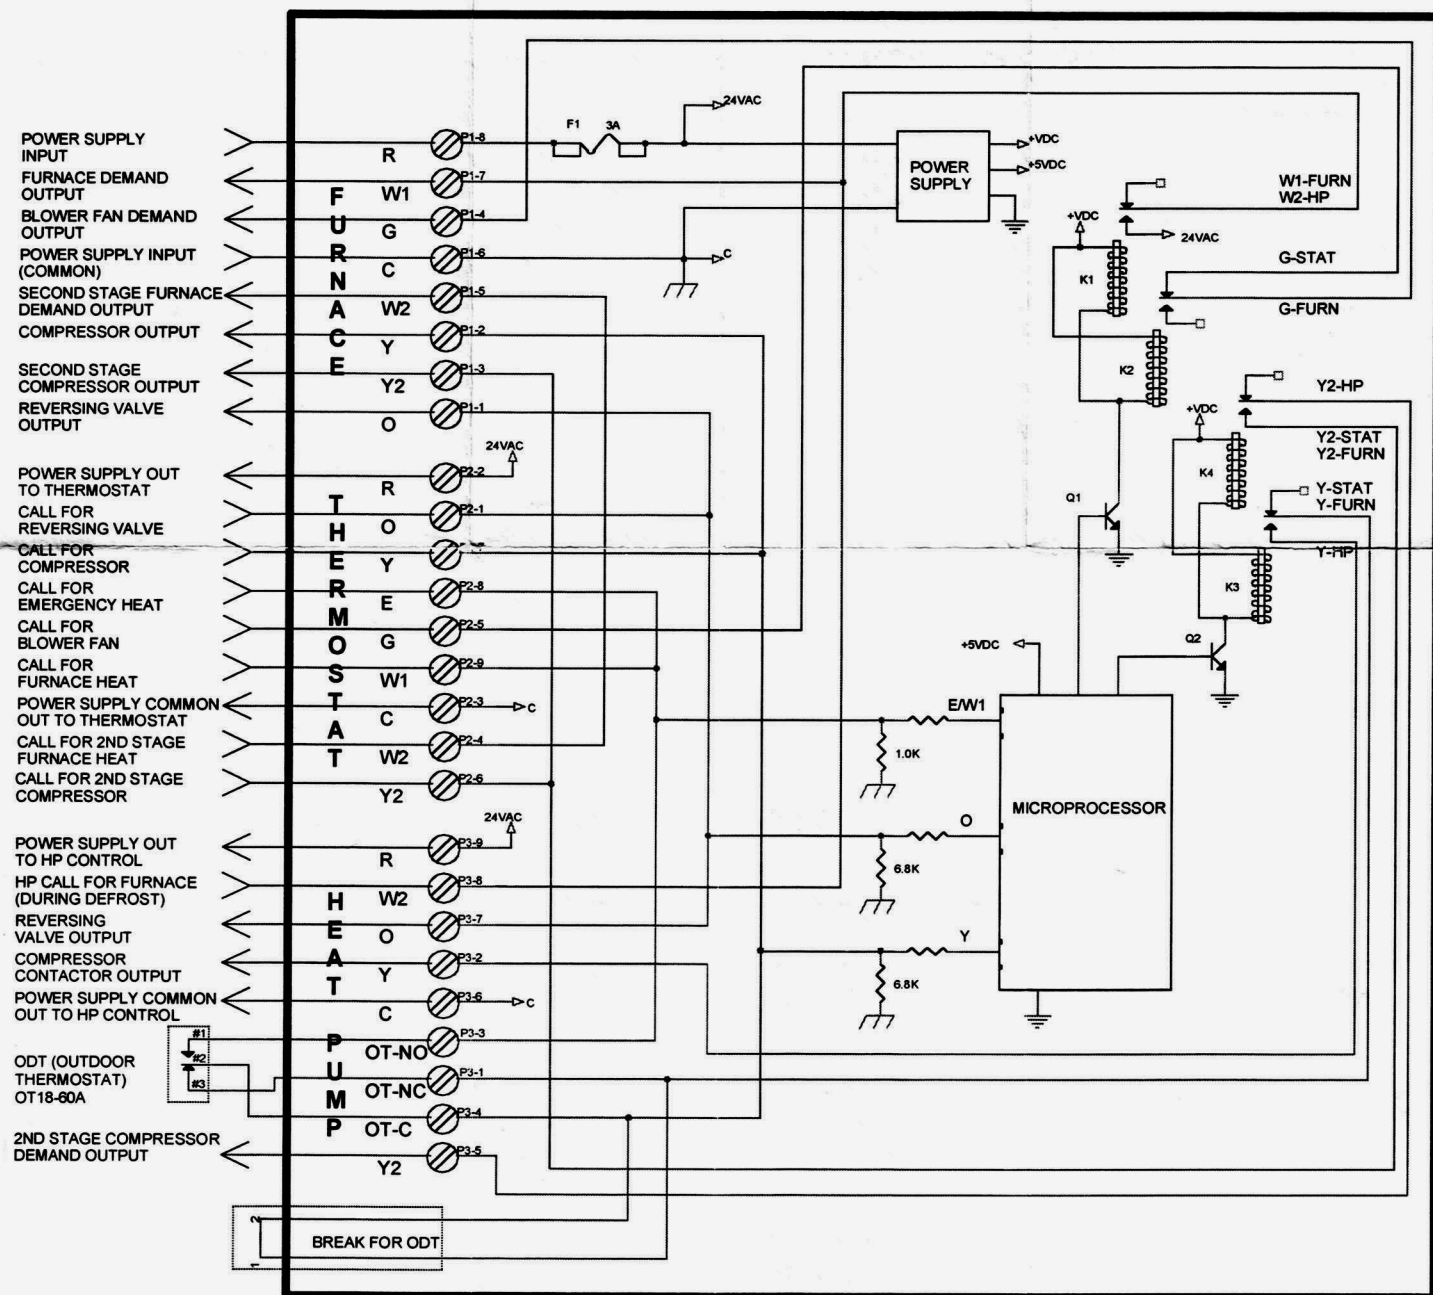 24VAC
POWER SUPPLY
INPUT
R
P1-8
F1
3A
POWER
SUPPLY
+VDC
+5VDC
FURNACE DEMAND
OUTPUT
W1
P1-7
BLOWER FAN DEMAND
OUTPUT
G
P1-4
POWER SUPPLY INPUT
(COMMON)
C
P1-6
C
SECOND STAGE FURNACE
DEMAND OUTPUT
W2
P1-5
COMPRESSOR OUTPUT
Y
P1-2
SECOND STAGE
COMPRESSOR OUTPUT
Y2
P1-3
REVERSING VALVE
OUTPUT
O
P1-1
FURNACE
W1-FURN
W2-HP
24VAC
+VDC
K1
G-STAT
G-FURN
K2
Y2-HP
+VDC
Y2-STAT
Y2-FURN
K4
Y-STAT
Y-FURN
Y-HP
K3
Q1
Q2
24VAC
POWER SUPPLY OUT
TO THERMOSTAT
R
P2-2
CALL FOR
REVERSING VALVE
O
P2-1
CALL FOR
COMPRESSOR
Y
CALL FOR
EMERGENCY HEAT
E
P2-8
CALL FOR
BLOWER FAN
G
P2-5
CALL FOR
FURNACE HEAT
W1
P2-9
POWER SUPPLY COMMON
OUT TO THERMOSTAT
C
P2-3
C
CALL FOR 2ND STAGE
FURNACE HEAT
W2
P2-4
CALL FOR 2ND STAGE
COMPRESSOR
Y2
P2-6
THERMOSTAT
+5VDC
E/W1
1.0K
MICROPROCESSOR
O
6.8K
Y
6.8K
24VAC
POWER SUPPLY OUT
TO HP CONTROL
R
P3-9
HP CALL FOR FURNACE
(DURING DEFROST)
W2
P3-8
REVERSING
VALVE OUTPUT
O
P3-7
COMPRESSOR
CONTACTOR OUTPUT
Y
P3-2
POWER SUPPLY COMMON
OUT TO HP CONTROL
C
P3-6
C
HEAT PUMP
#1
#2
#3
ODT (OUTDOOR
THERMOSTAT)
OT18-60A
OT-NO
P3-3
OT-NC
P3-1
OT-C
P3-4
2ND STAGE COMPRESSOR
DEMAND OUTPUT
Y2
P3-5
2
BREAK FOR ODT
1